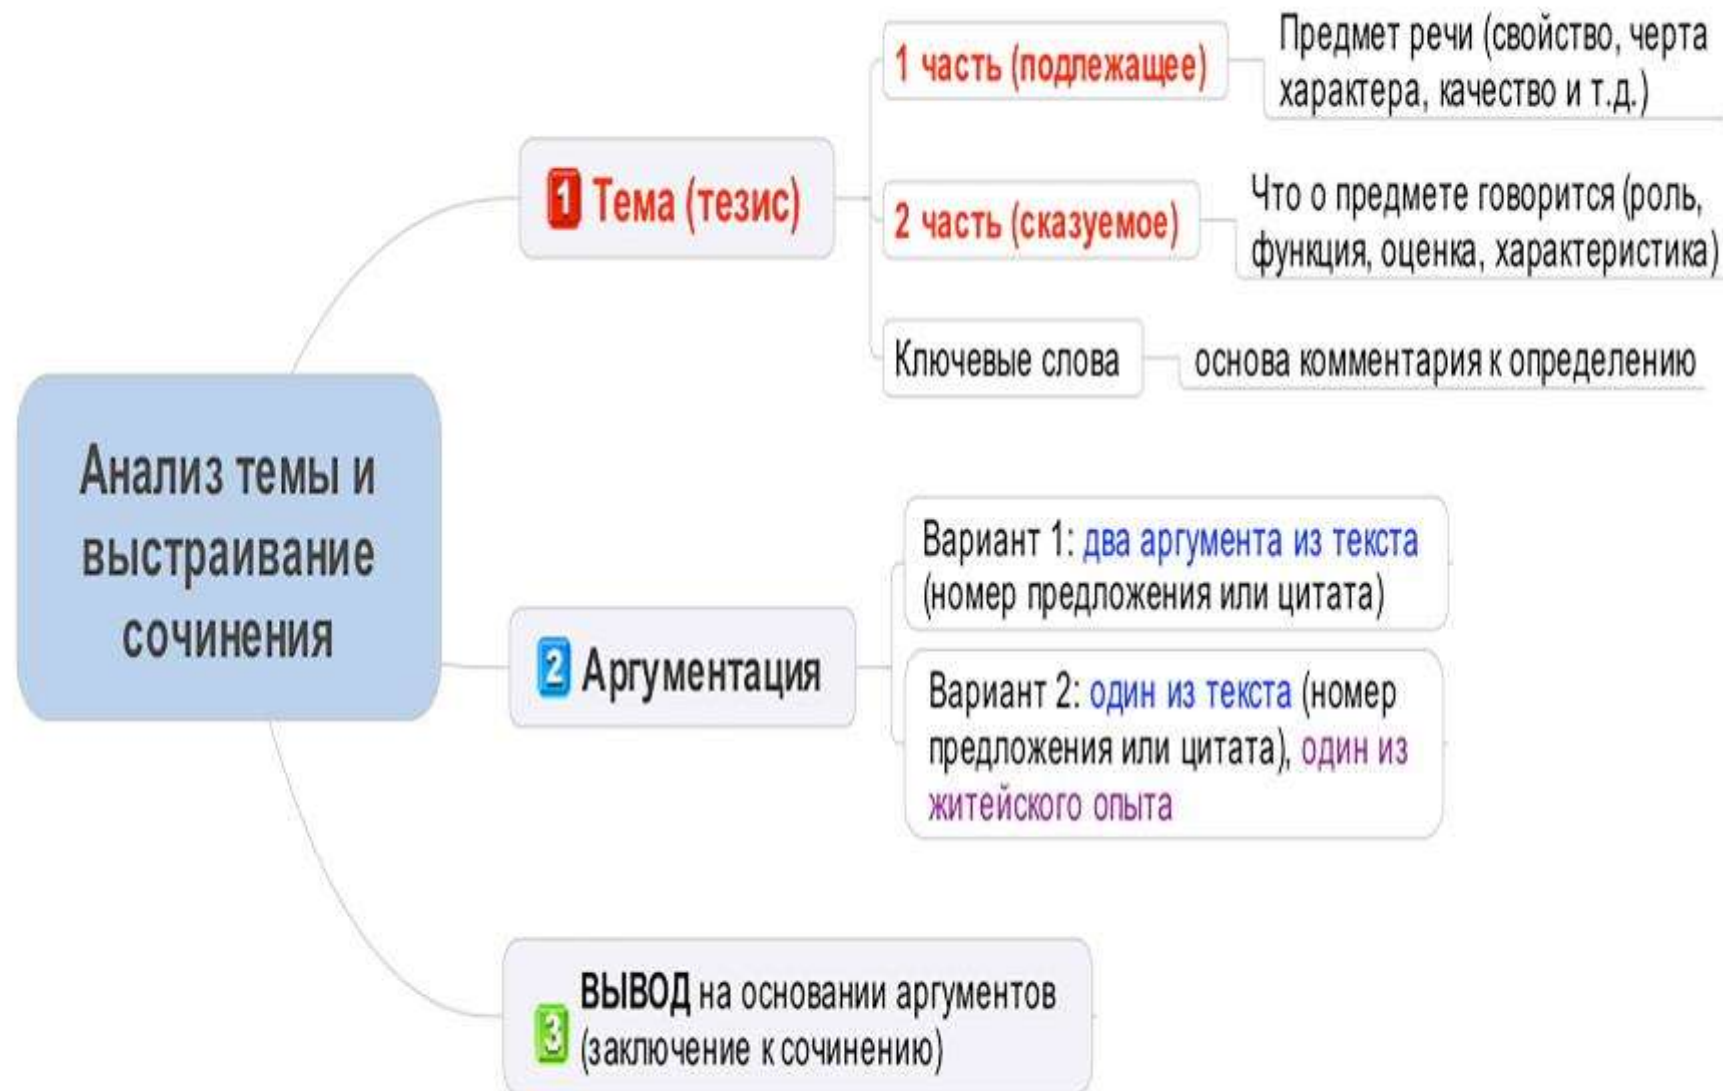 Анализ темы и
выстраивание
сочинения
1 Тема (тезис)
1 часть (подлежащее)
Предмет речи (свойство, черта
характера, качество и т.д.)
2 часть (сказуемое)
Что о предмете говорится (роль,
функция, оценка, характеристика)
Ключевые слова
основа комментария к определению
2 Аргументация
Вариант 1: два аргумента из текста
(номер предложения или цитата)
Вариант 2: один из текста (номер
предложения или цитата), один из
житейского опыта
3 ВЫВОД на основании аргументов
(заключение к сочинению)